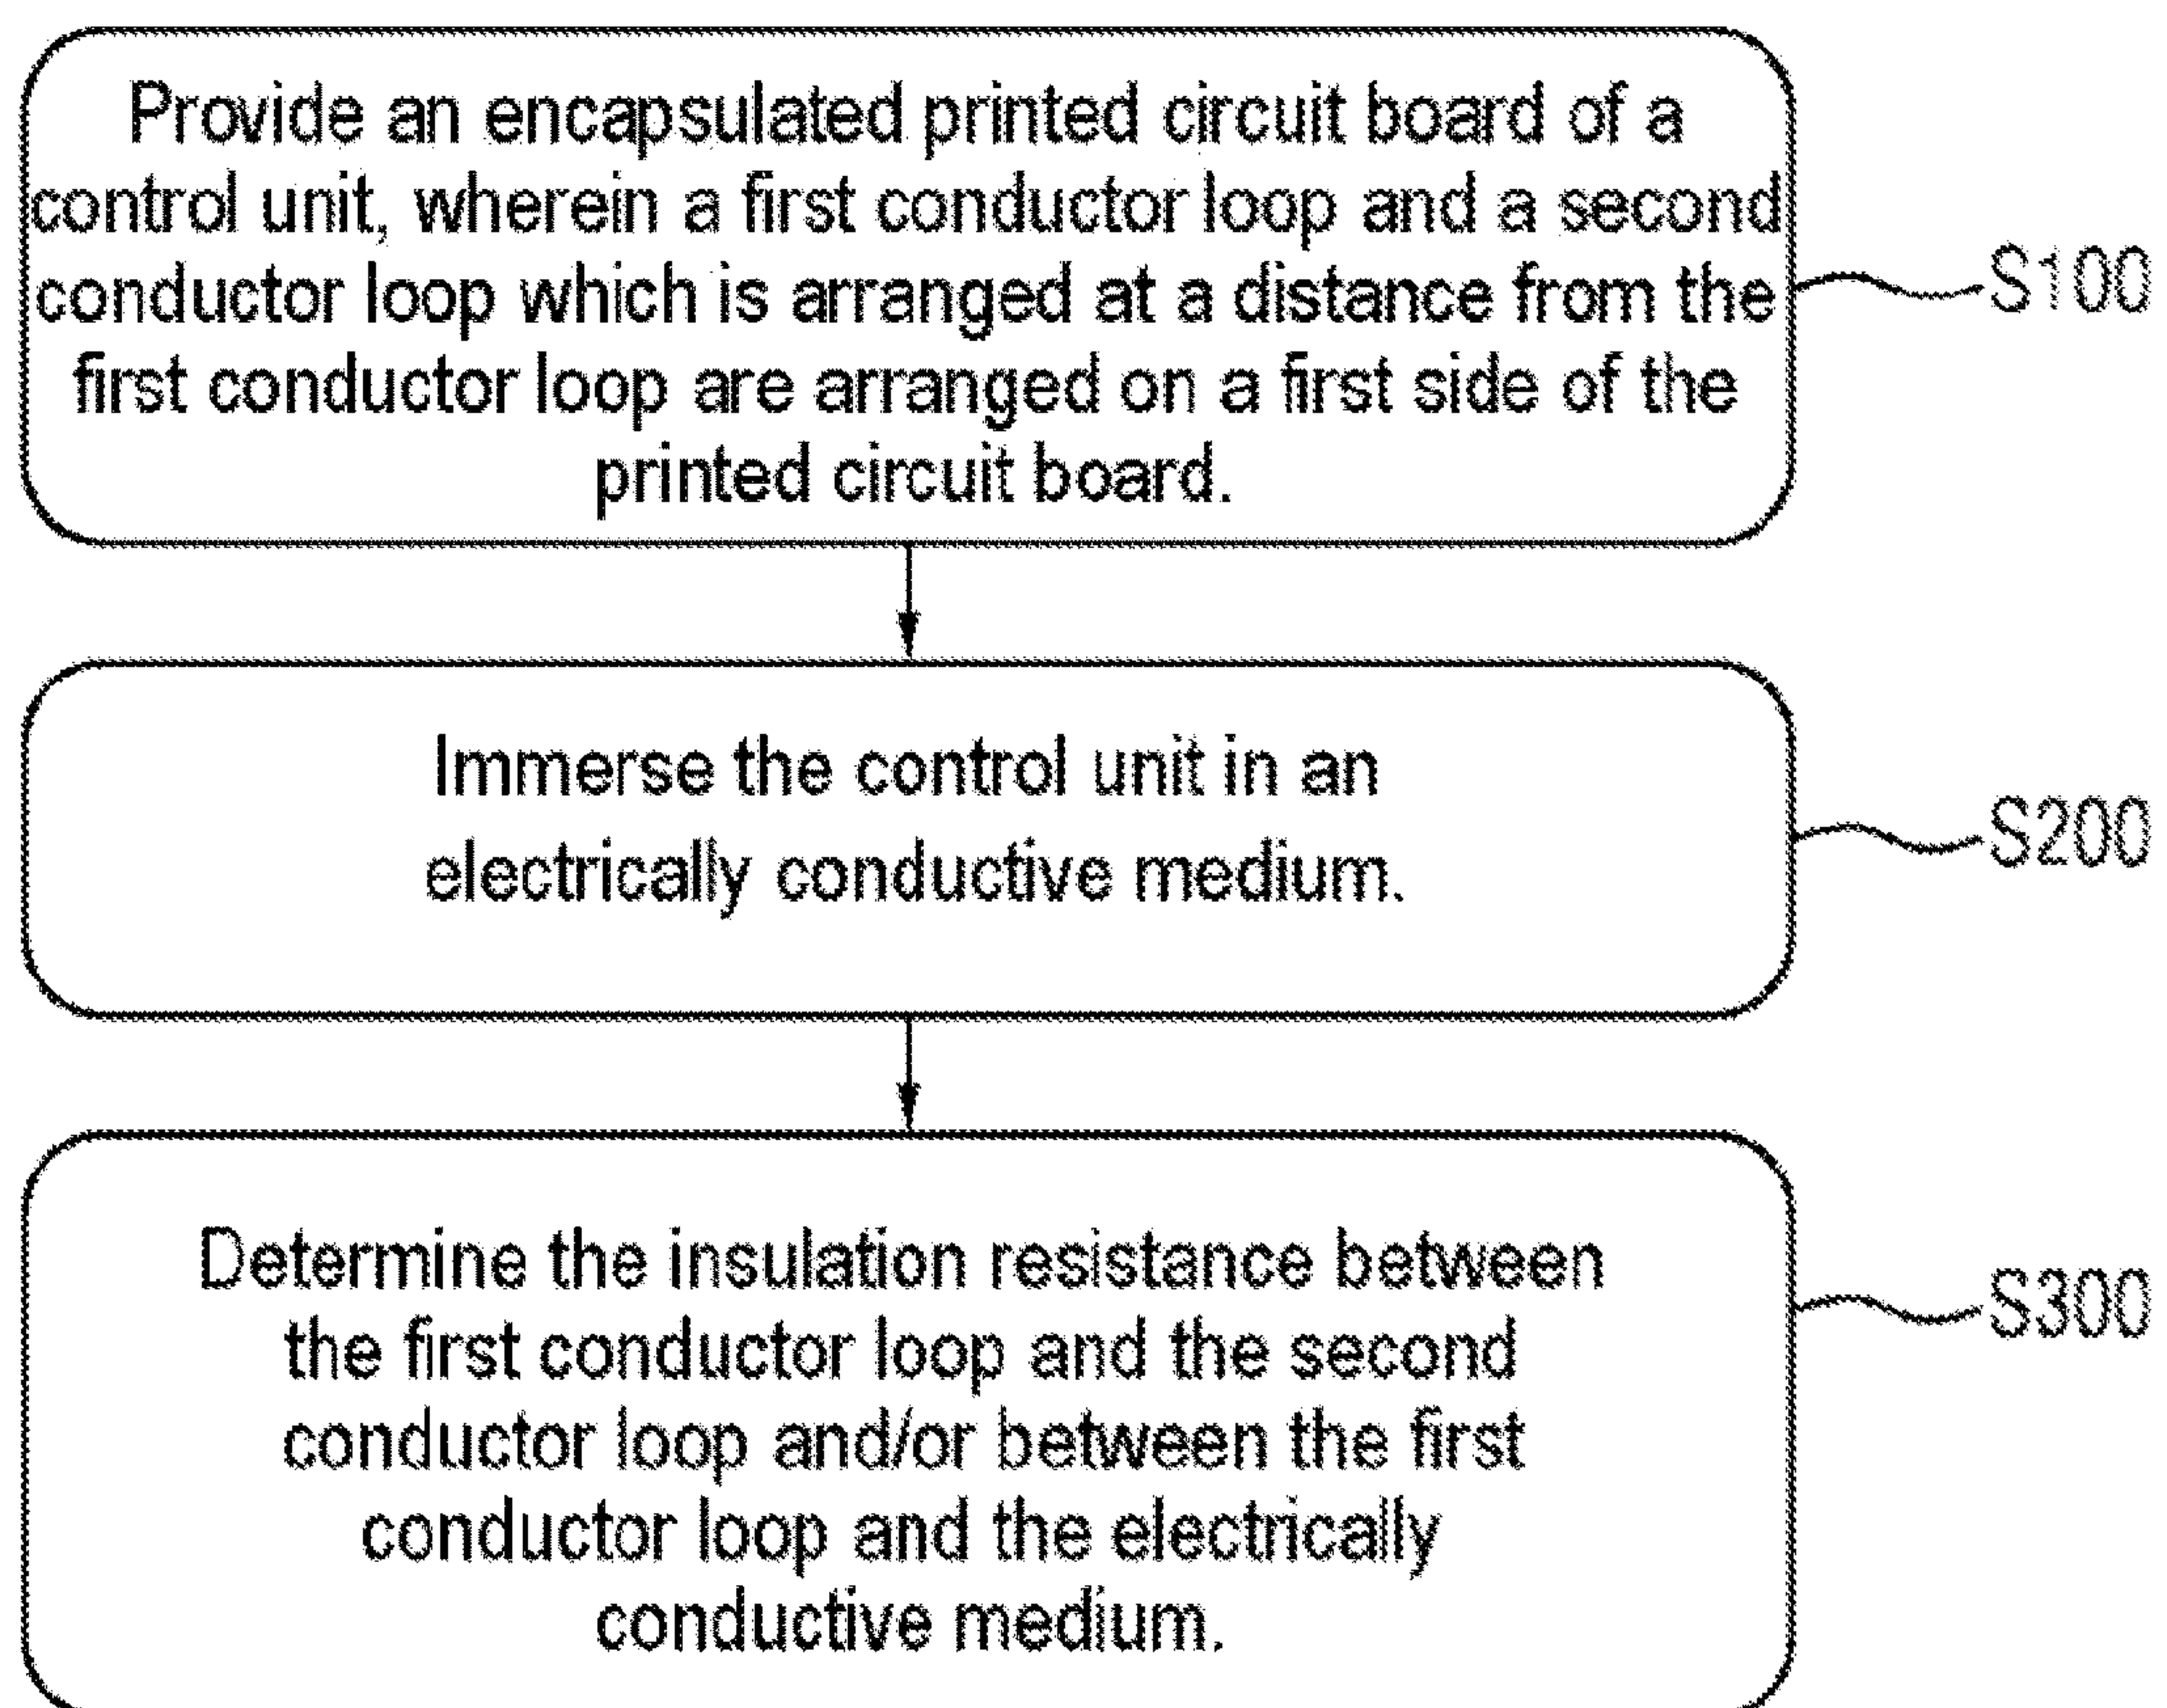 Provide an encapsulated printed circuit board of a
control unit, wherein a first conductor loop and a second
conductor loop which is arranged at a distance from the
first conductor loop are arranged on a first side of the
printed circuit board.
S100
Immerse the control unit in an
electrically conductive medium.
S200
Determine the insulation resistance between
the first conductor loop and the second
conductor loop and/or between the first
conductor loop and the electrically
conductive medium.
S300